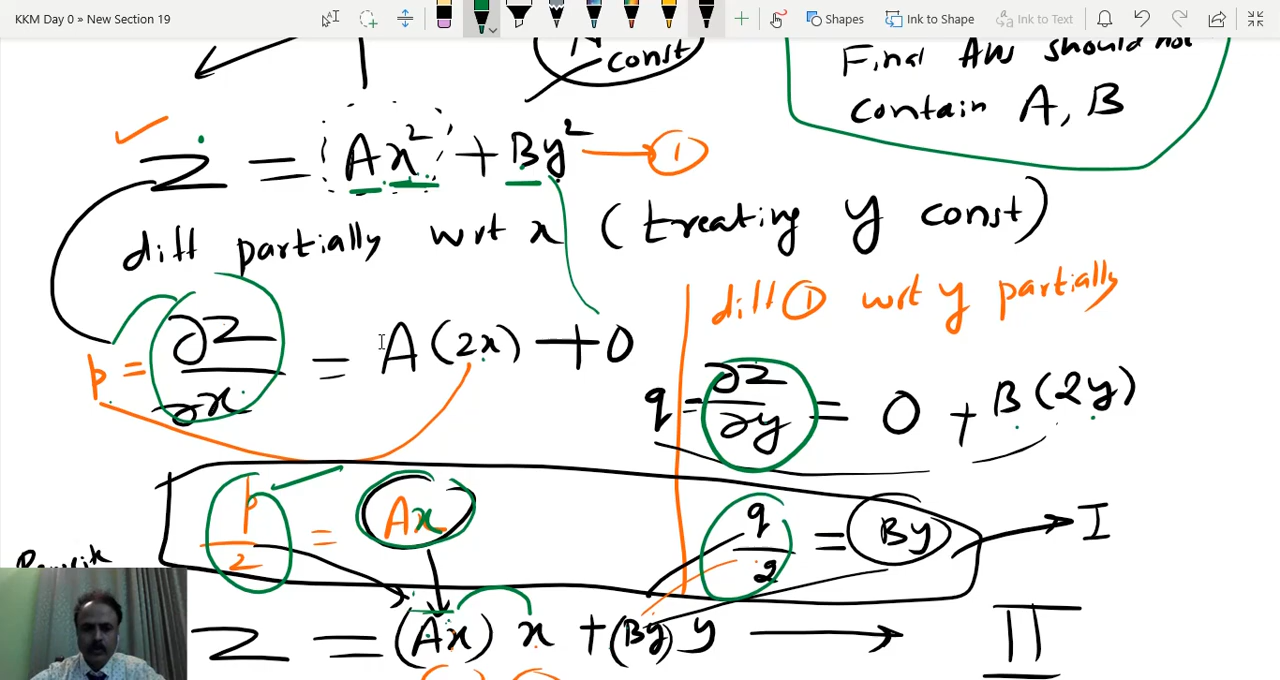 KKM Day 0 » New Section 19
Shapes
Ink to Shape
Ink to Text
const
Final Ans should not
contain A, B
Z = Ax² + By² → ①
diff partially wrt x (treating y const)
diff ① wrt y partially
p = ∂Z/∂x = A(2x) + 0
q = ∂Z/∂y = 0 + B(2y)
p/2 = Ax
q/2 = By → I
Z = (Ax) x + (By) y → II